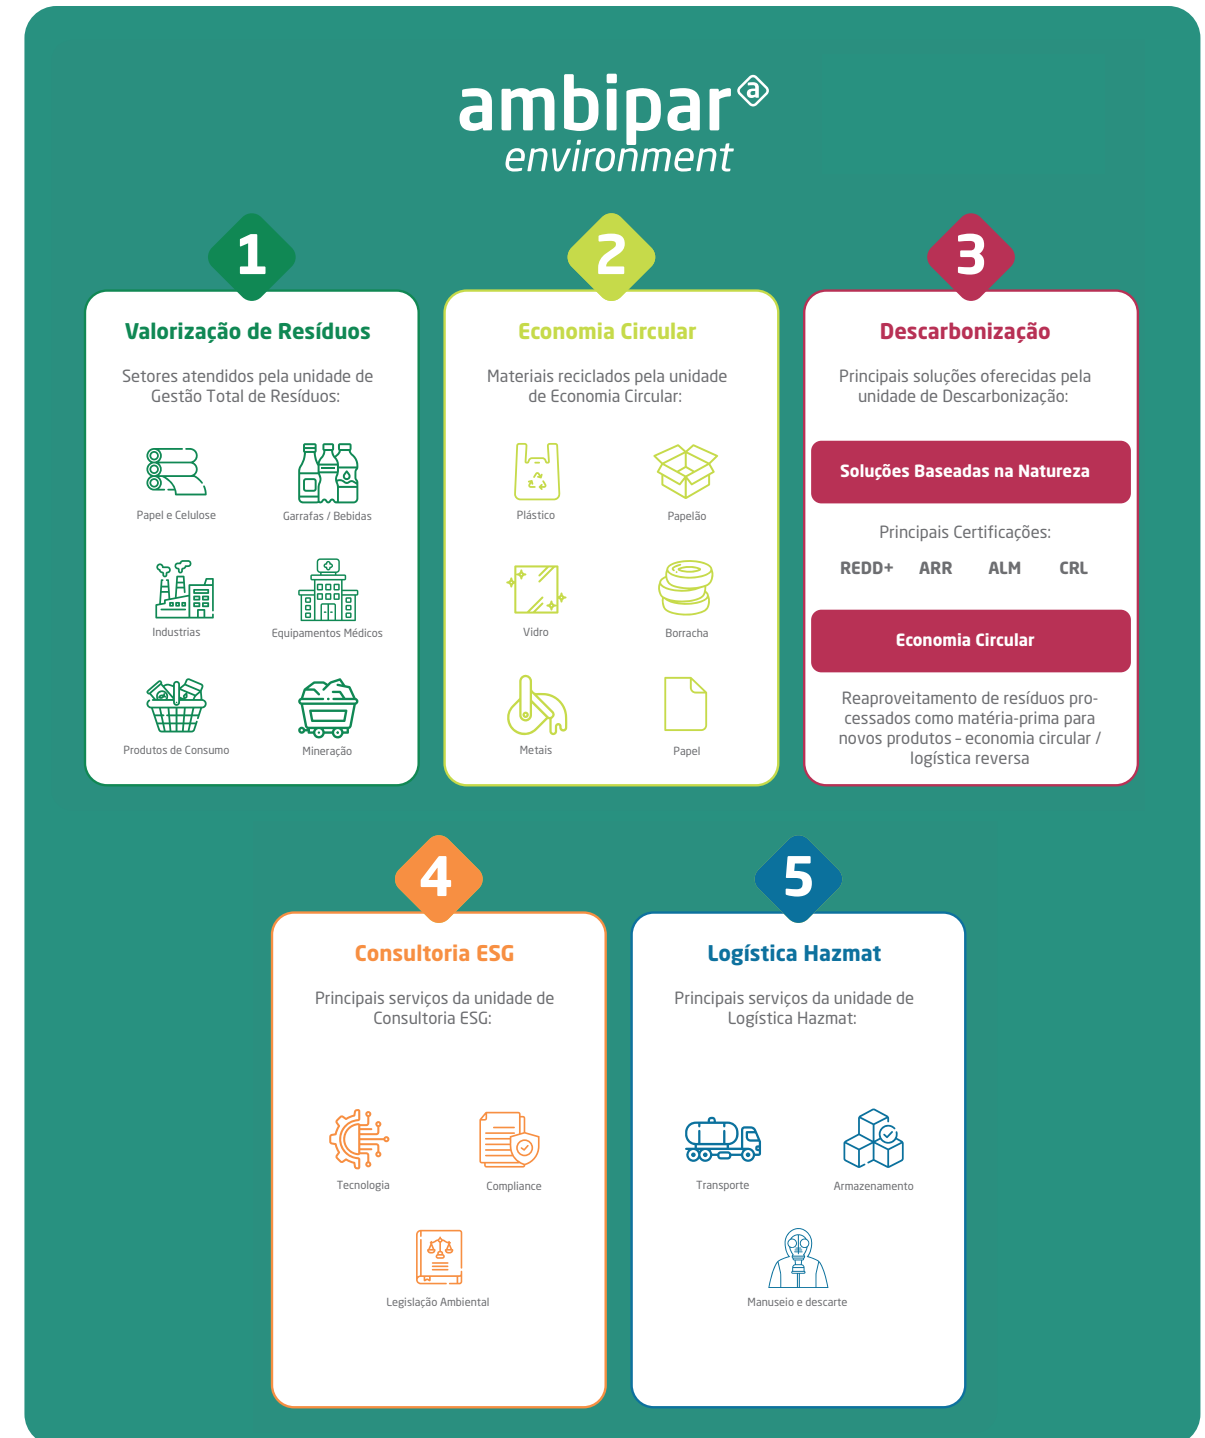 ambipar
environment
1
Valorização de Resíduos
Setores atendidos pela unidade de
Gestão Total de Resíduos:
Papel e Celulose
Garrafas / Bebidas
Industrias
Equipamentos Médicos
Produtos de Consumo
Mineração
2
Economia Circular
Materiais reciclados pela unidade
de Economia Circular:
Plástico
Papelão
Vidro
Borracha
Metais
Papel
3
Descarbonização
Principais soluções oferecidas pela
unidade de Descarbonização:
Soluções Baseadas na Natureza
Principais Certificações:
REDD+ ARR ALM CRL
Economia Circular
Reaproveitamento de resíduos pro-
cessados como matéria-prima para
novos produtos – economia circular /
logística reversa
4
Consultoria ESG
Principais serviços da unidade de
Consultoria ESG:
Tecnologia
Compliance
Legislação Ambiental
5
Logística Hazmat
Principais serviços da unidade de
Logística Hazmat:
Transporte
Armazenamento
Manuseio e descarte